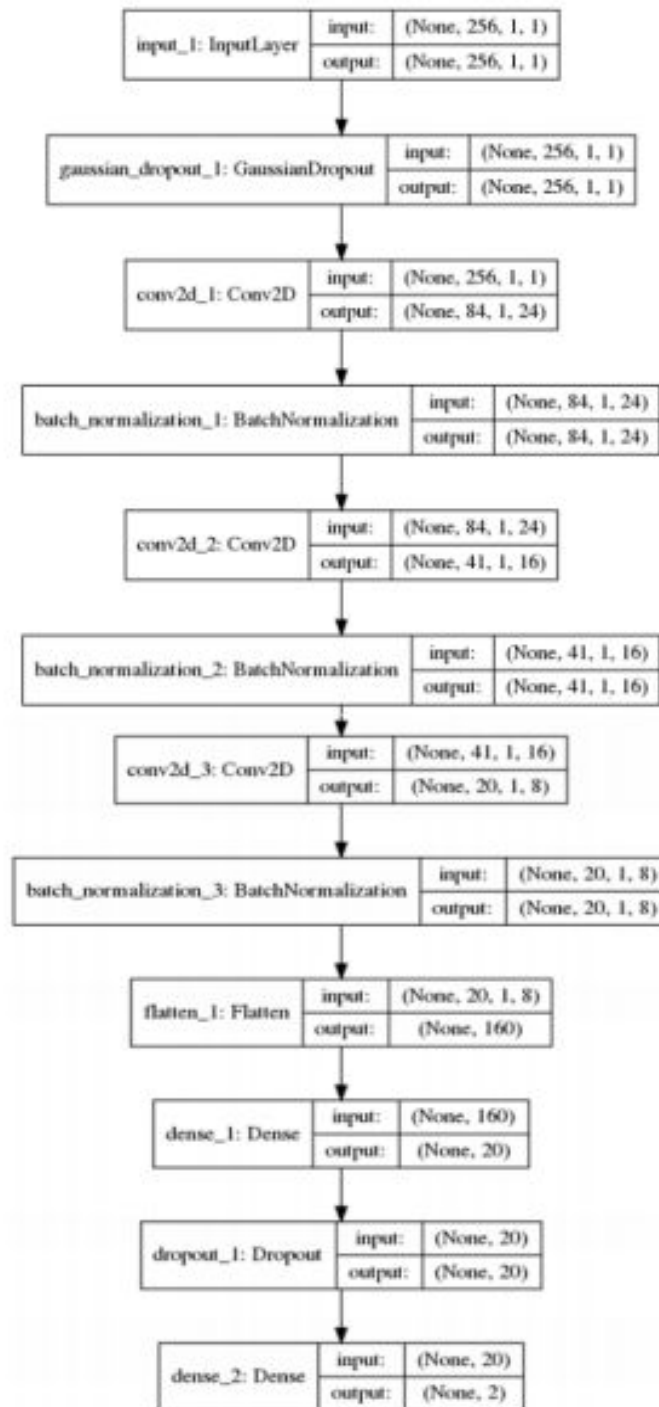 input_1: InputLayer
input: (None, 256, 1, 1)
output: (None, 256, 1, 1)
gaussian_dropout_1: GaussianDropout
input: (None, 256, 1, 1)
output: (None, 256, 1, 1)
conv2d_1: Conv2D
input: (None, 256, 1, 1)
output: (None, 84, 1, 24)
batch_normalization_1: BatchNormalization
input: (None, 84, 1, 24)
output: (None, 84, 1, 24)
conv2d_2: Conv2D
input: (None, 84, 1, 24)
output: (None, 41, 1, 16)
batch_normalization_2: BatchNormalization
input: (None, 41, 1, 16)
output: (None, 41, 1, 16)
conv2d_3: Conv2D
input: (None, 41, 1, 16)
output: (None, 20, 1, 8)
batch_normalization_3: BatchNormalization
input: (None, 20, 1, 8)
output: (None, 20, 1, 8)
flatten_1: Flatten
input: (None, 20, 1, 8)
output: (None, 160)
dense_1: Dense
input: (None, 160)
output: (None, 20)
dropout_1: Dropout
input: (None, 20)
output: (None, 20)
dense_2: Dense
input: (None, 20)
output: (None, 2)